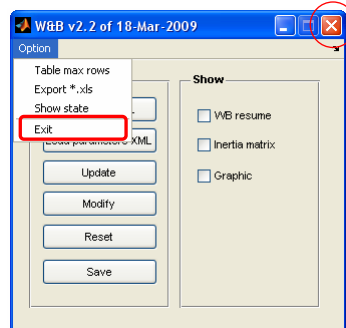 W&B v2.2 of 18-Mar-2009
Option
Table max rows
Export *.xls
Show state
Exit
XML
Update
Modify
Reset
Save
Show
WB resume
Inertia matrix
Graphic